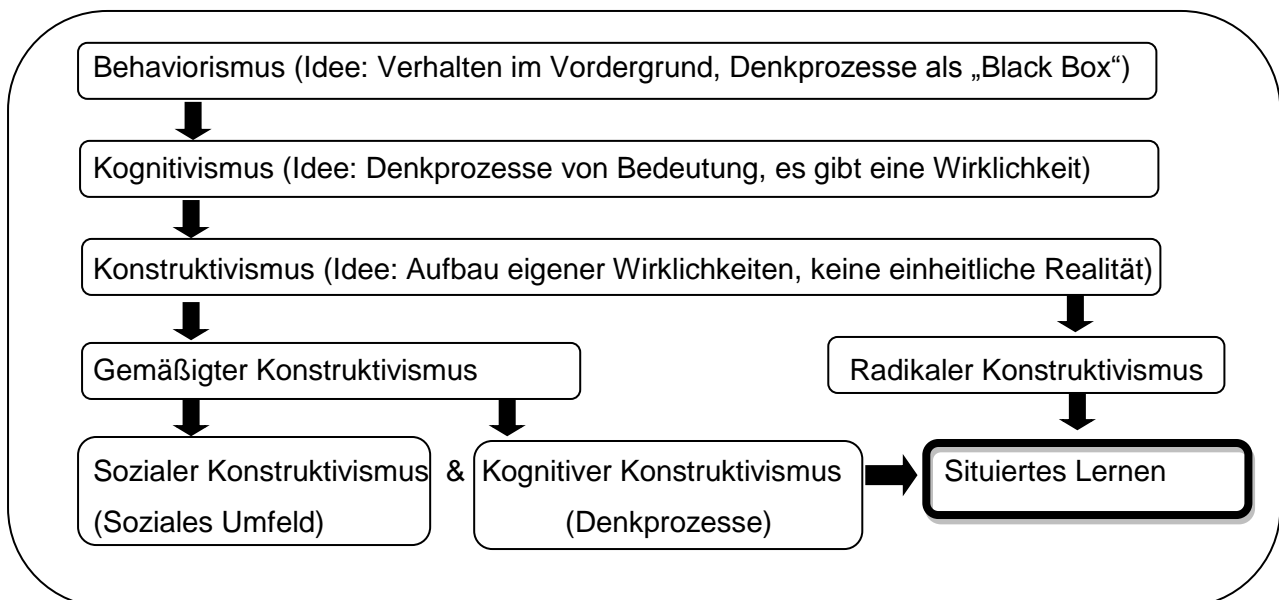 Behaviorismus (Idee: Verhalten im Vordergrund, Denkprozesse als „Black Box“)
Kognitivismus (Idee: Denkprozesse von Bedeutung, es gibt eine Wirklichkeit)
Konstruktivismus (Idee: Aufbau eigener Wirklichkeiten, keine einheitliche Realität)
Gemäßigter Konstruktivismus
Radikaler Konstruktivismus
Sozialer Konstruktivismus
(Soziales Umfeld)
&
Kognitiver Konstruktivismus
(Denkprozesse)
Situiertes Lernen